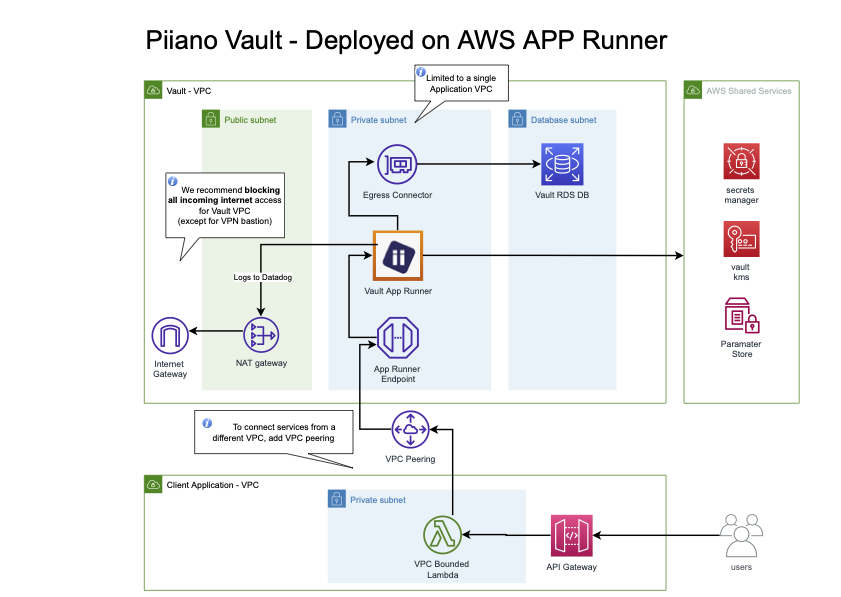 Piiano Vault - Deployed on AWS APP Runner
Limited to a single
Application VPC
Vault - VPC
AWS Shared Services
Public subnet
Private subnet
Database subnet
We recommend blocking
all incoming internet access
for Vault VPC
(except for VPN bastion)
Egress Connector
Vault RDS DB
secrets
manager
Logs to Datadog
Vault App Runner
vault
kms
Internet
Gateway
NAT gateway
App Runner
Endpoint
Paramater
Store
To connect services from a
different VPC, add VPC peering
VPC Peering
Client Application - VPC
Private subnet
VPC Bounded
Lambda
API Gateway
users